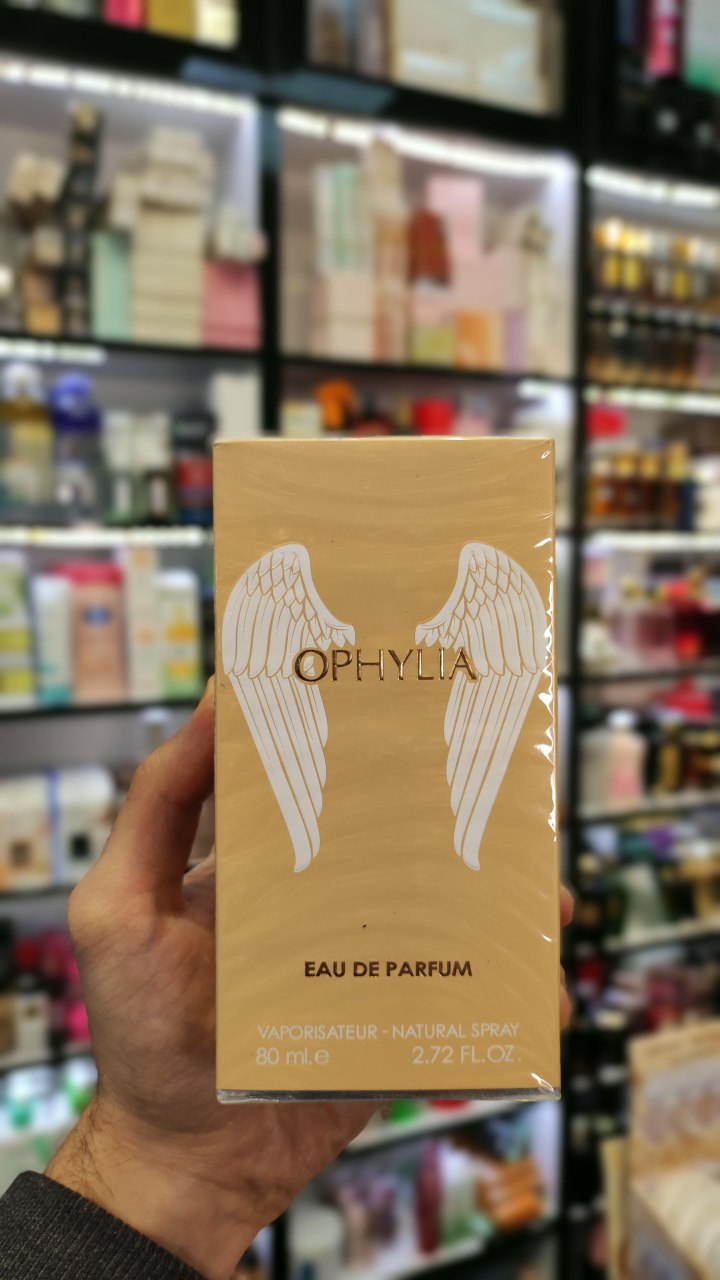 OPHYLIA
EAU DE PARFUM
VAPORISATEUR - NATURAL SPRAY
80 ml.e 2.72 FL.OZ.